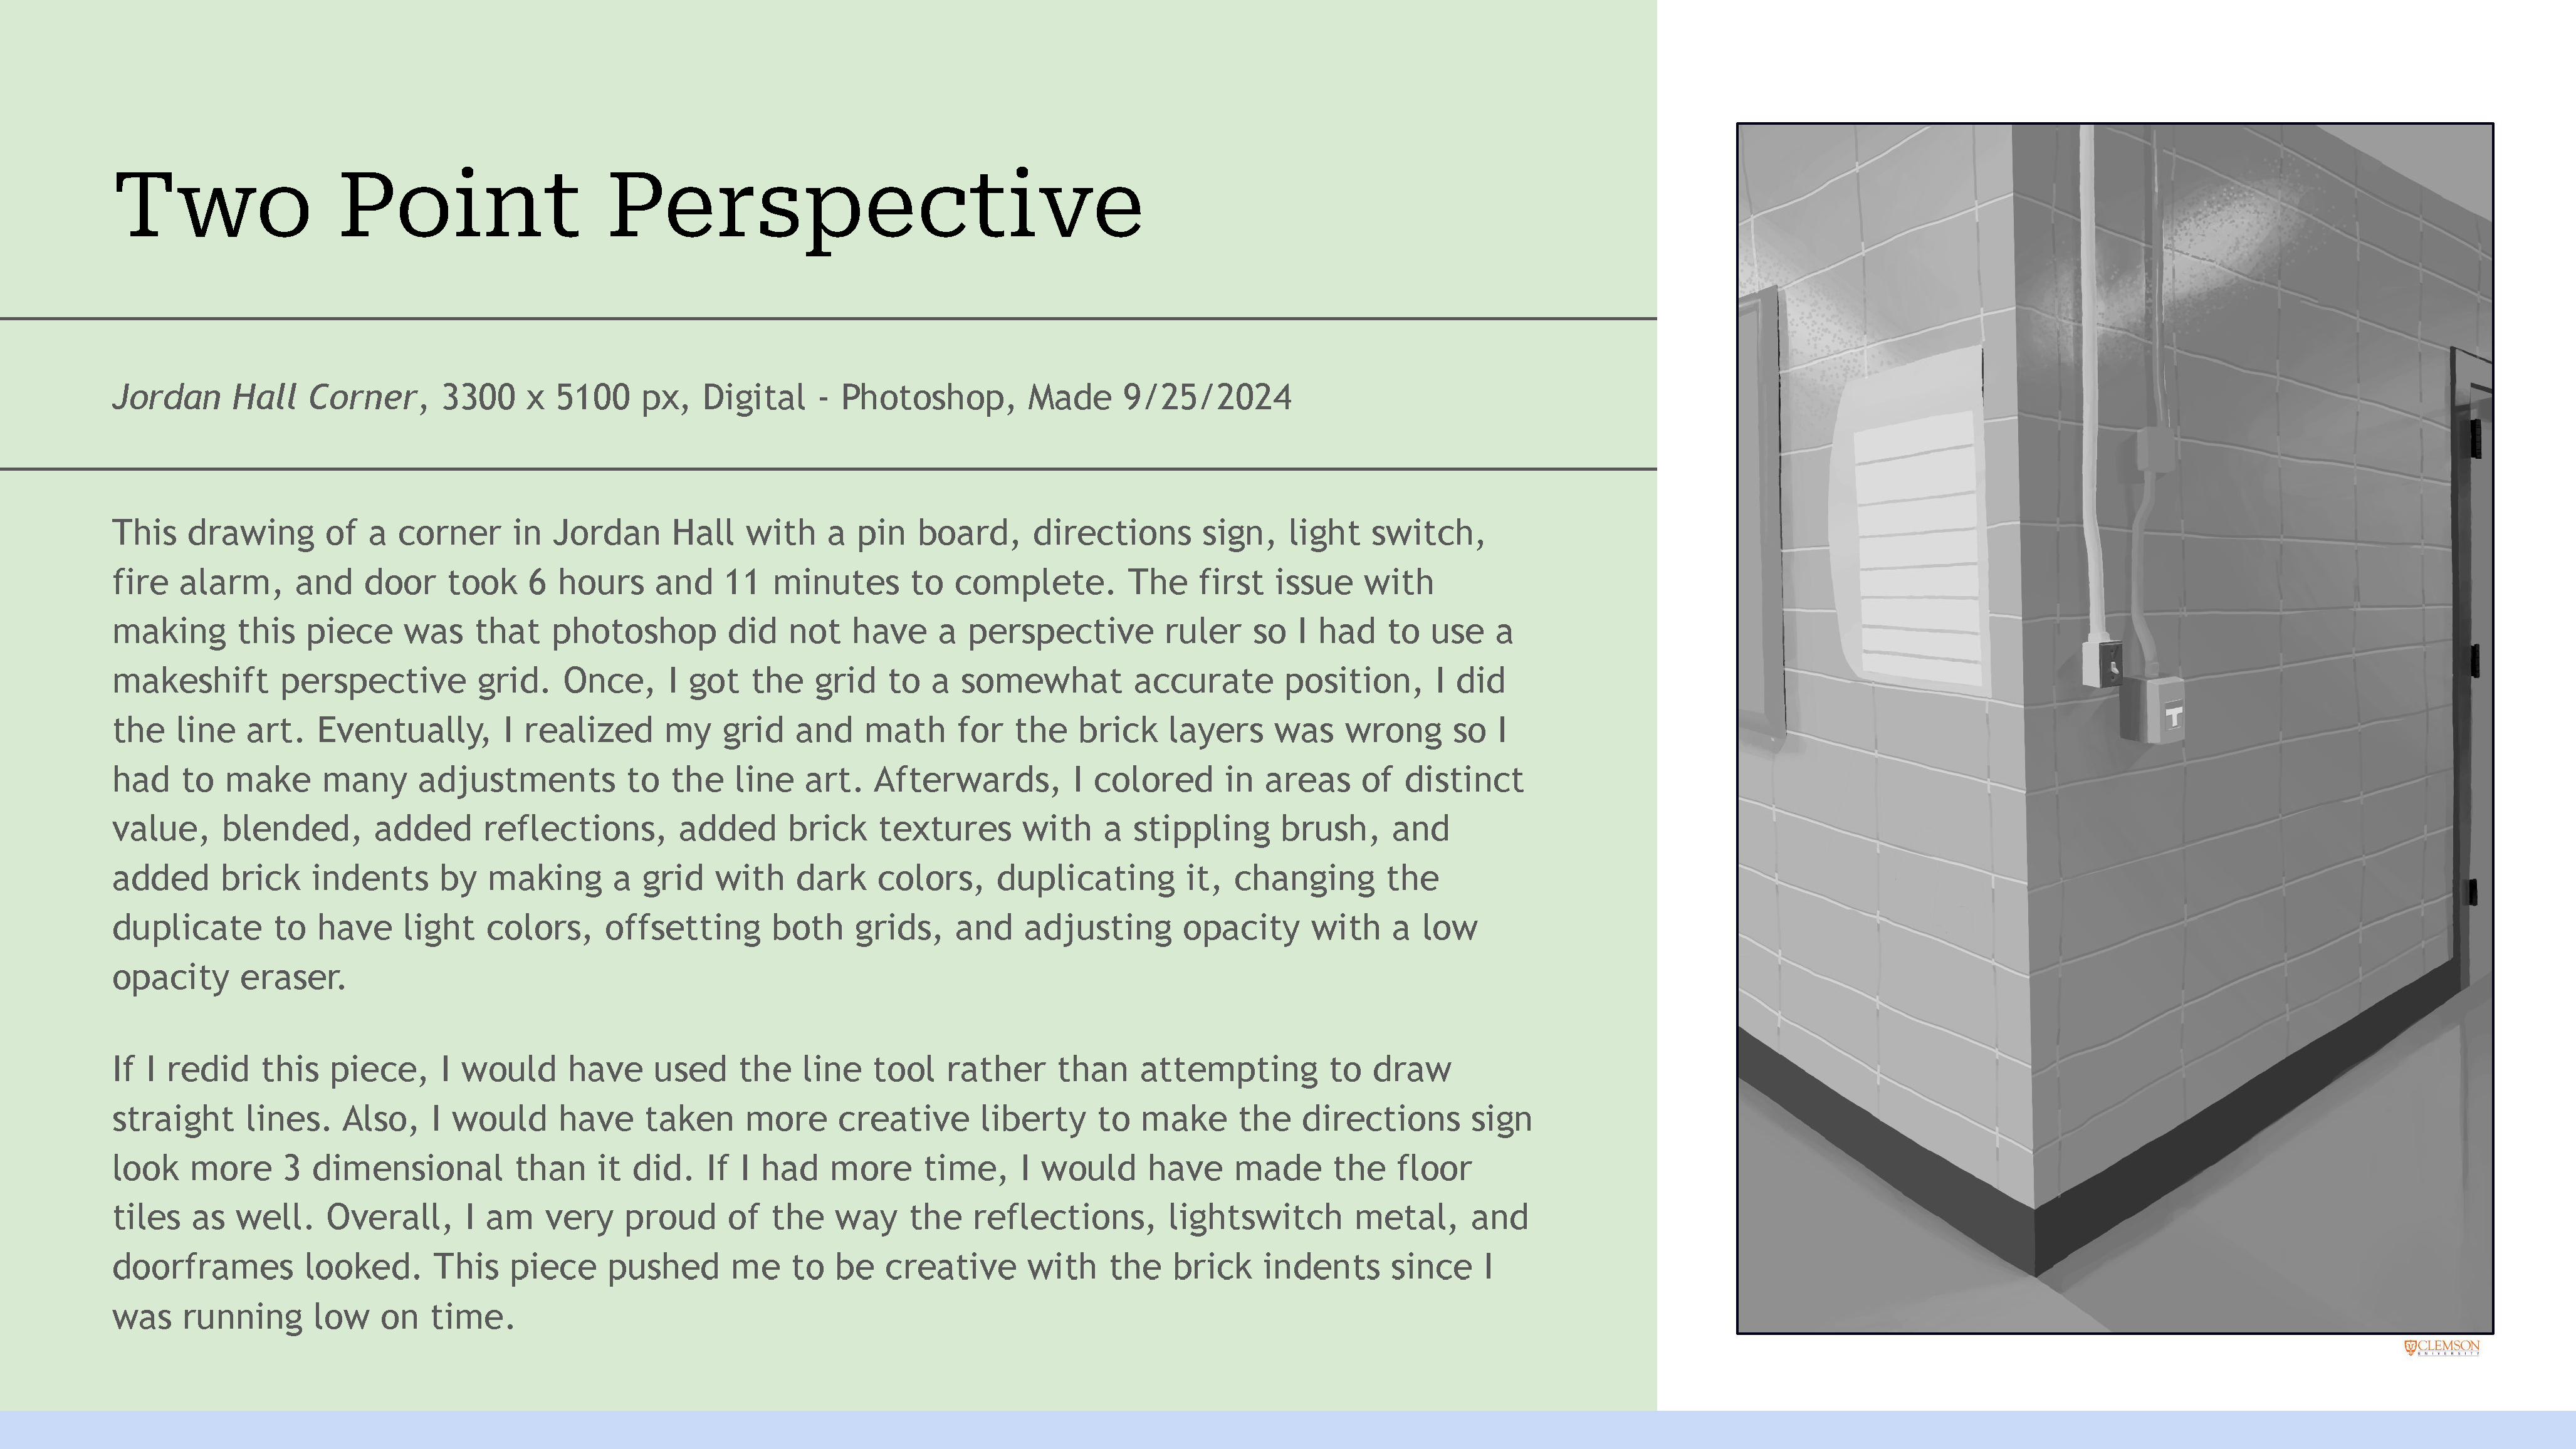 Two Point Perspective
Jordan Hall Corner, 3300 x 5100 px, Digital - Photoshop, Made 9/25/2024
This drawing of a corner in Jordan Hall with a pin board, directions sign, light switch,
fire alarm, and door took 6 hours and 11 minutes to complete. The first issue with
making this piece was that photoshop did not have a perspective ruler so I had to use a
makeshift perspective grid. Once, I got the grid to a somewhat accurate position, I did
the line art. Eventually, I realized my grid and math for the brick layers was wrong so I
had to make many adjustments to the line art. Afterwards, I colored in areas of distinct
value, blended, added reflections, added brick textures with a stippling brush, and
added brick indents by making a grid with dark colors, duplicating it, changing the
duplicate to have light colors, offsetting both grids, and adjusting opacity with a low
opacity eraser.
If I redid this piece, I would have used the line tool rather than attempting to draw
straight lines. Also, I would have taken more creative liberty to make the directions sign
look more 3 dimensional than it did. If I had more time, I would have made the floor
tiles as well. Overall, I am very proud of the way the reflections, lightswitch metal, and
doorframes looked. This piece pushed me to be creative with the brick indents since I
was running low on time.
CLEMSON
UNIVERSITY